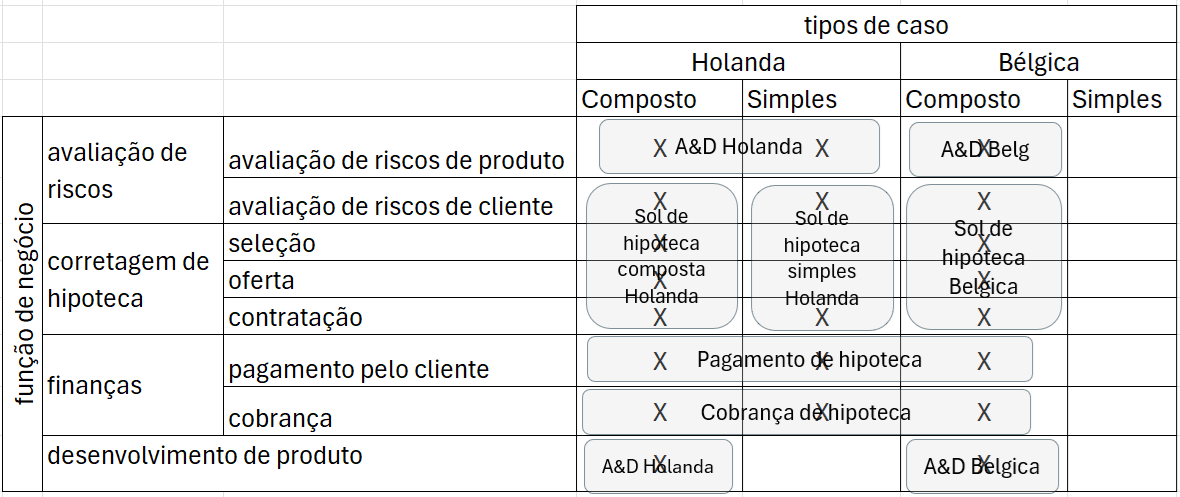 tipos de caso
Holanda Bélgica
Composto Simples Composto Simples
função de negócio
avaliação de
riscos
avaliação de riscos de produto
X A&D Holanda X
A&D Belg
X
avaliação de riscos de cliente
X X X
corretagem de
hipoteca
seleção
X X
oferta
X X
contratação
X X X
Sol de
hipoteca
composta
Holanda
Sol de
hipoteca
simples
Holanda
Sol de
hipoteca
Belgica
finanças
pagamento pelo cliente
X X X
Pagamento de hipoteca
cobrança
X X X
Cobrança de hipoteca
desenvolvimento de produto
X X
A&D Holanda
A&D Belgica